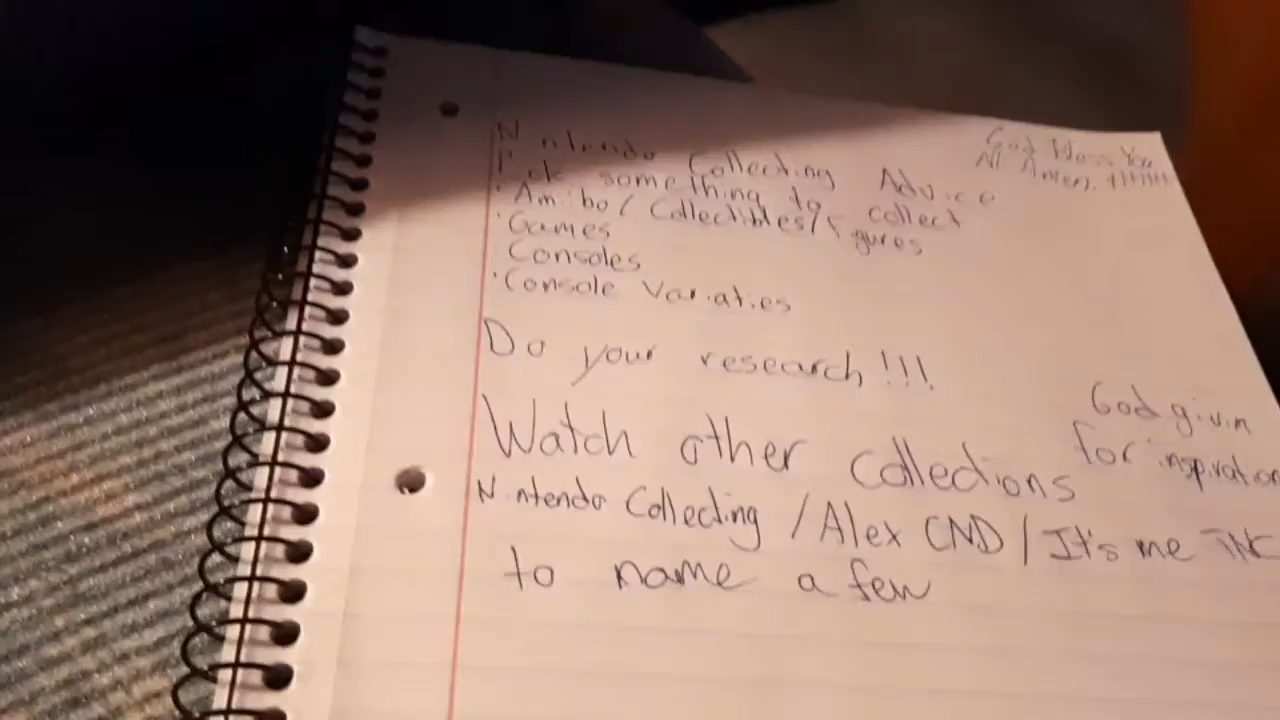 Nintendo Collecting Advice
Pick something to collect
·Amiibo/Collectibles/Figures
·Games
·Consoles
·Console Variaties
Do your research!!!
Watch other collections
Nintendo Collecting /Alex CND/It's me TNC
to name a few
God Bless You
All Amen.
God givin
for inspiration